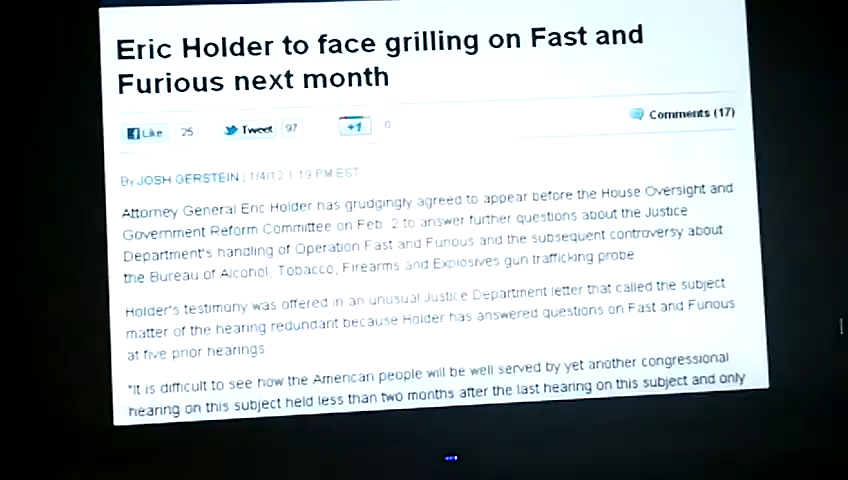 Eric Holder to face grilling on Fast and
Furious next month
Like 25 Tweet 97 +1 0 Comments (17)
By JOSH GERSTEIN | 1/4/12 1:19 PM EST
Attorney General Eric Holder has grudgingly agreed to appear before the House Oversight and
Government Reform Committee on Feb. 2 to answer further questions about the Justice
Department's handling of Operation Fast and Furious and the subsequent controversy about
the Bureau of Alcohol, Tobacco, Firearms and Explosives gun trafficking probe
Holder's testimony was offered in an unusual Justice Department letter that called the subject
matter of the hearing redundant because Holder has answered questions on Fast and Furious
at five prior hearings
"It is difficult to see how the American people will be well served by yet another congressional
hearing on this subject held less than two months after the last hearing on this subject and only